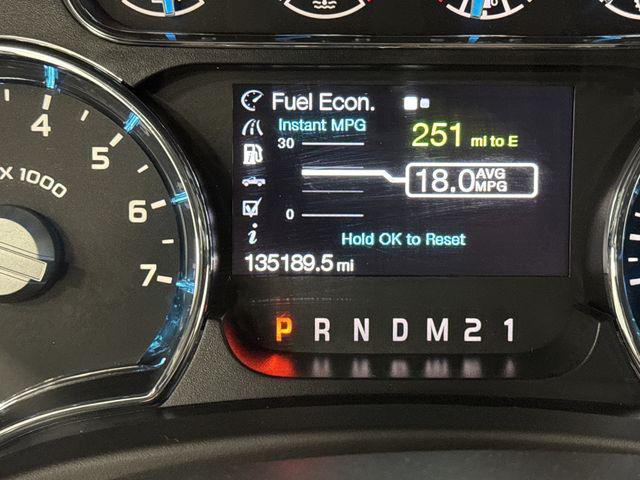 4
5
6
7
x 1000
Fuel Econ.
Instant MPG
251 mi to E
30
18.0 AVG MPG
0
Hold OK to Reset
135189.5 mi
P R N D M 2 1